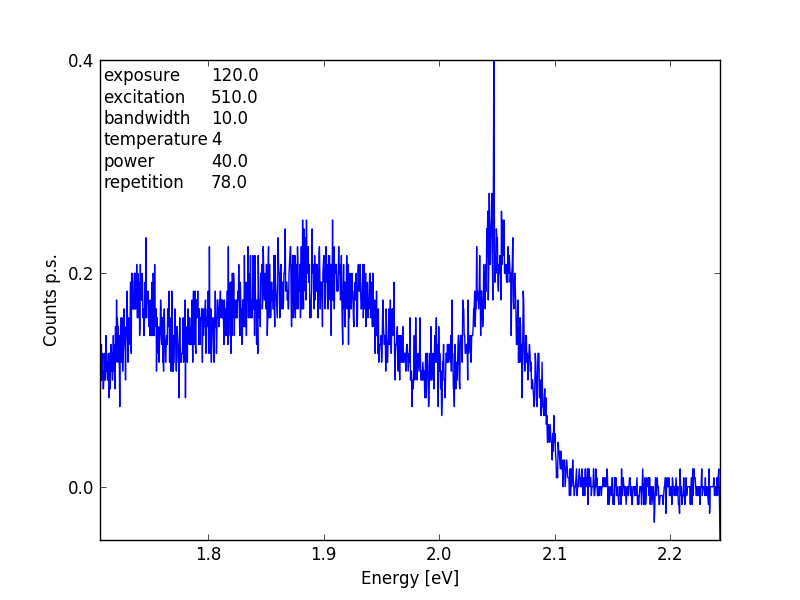 0.4
exposure 120.0
excitation 510.0
bandwidth 10.0
temperature 4
power 40.0
repetition 78.0
0.2
Counts p.s.
0.0
1.8 1.9 2.0 2.1 2.2
Energy [eV]